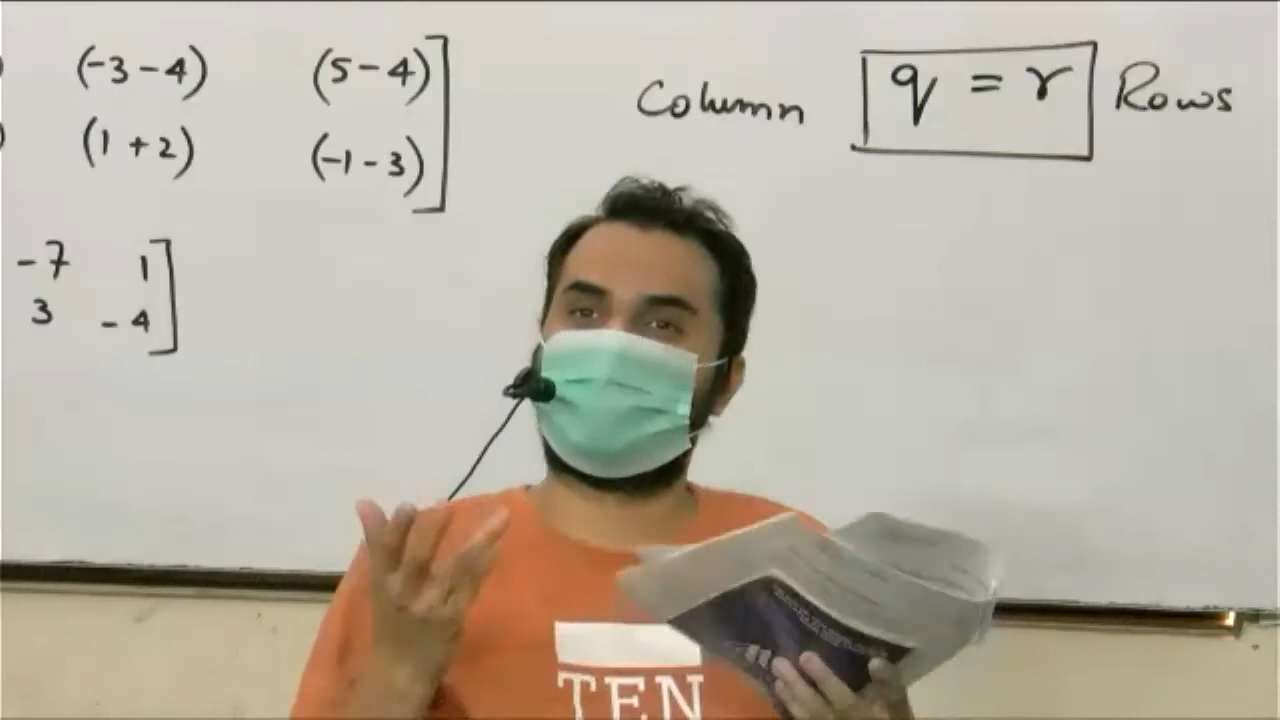 ) (-3 - 4) (5 - 4)]
) (1 + 2) (-1 - 3)]
-7 1]
3 -4]
Column q = r Rows
TEN